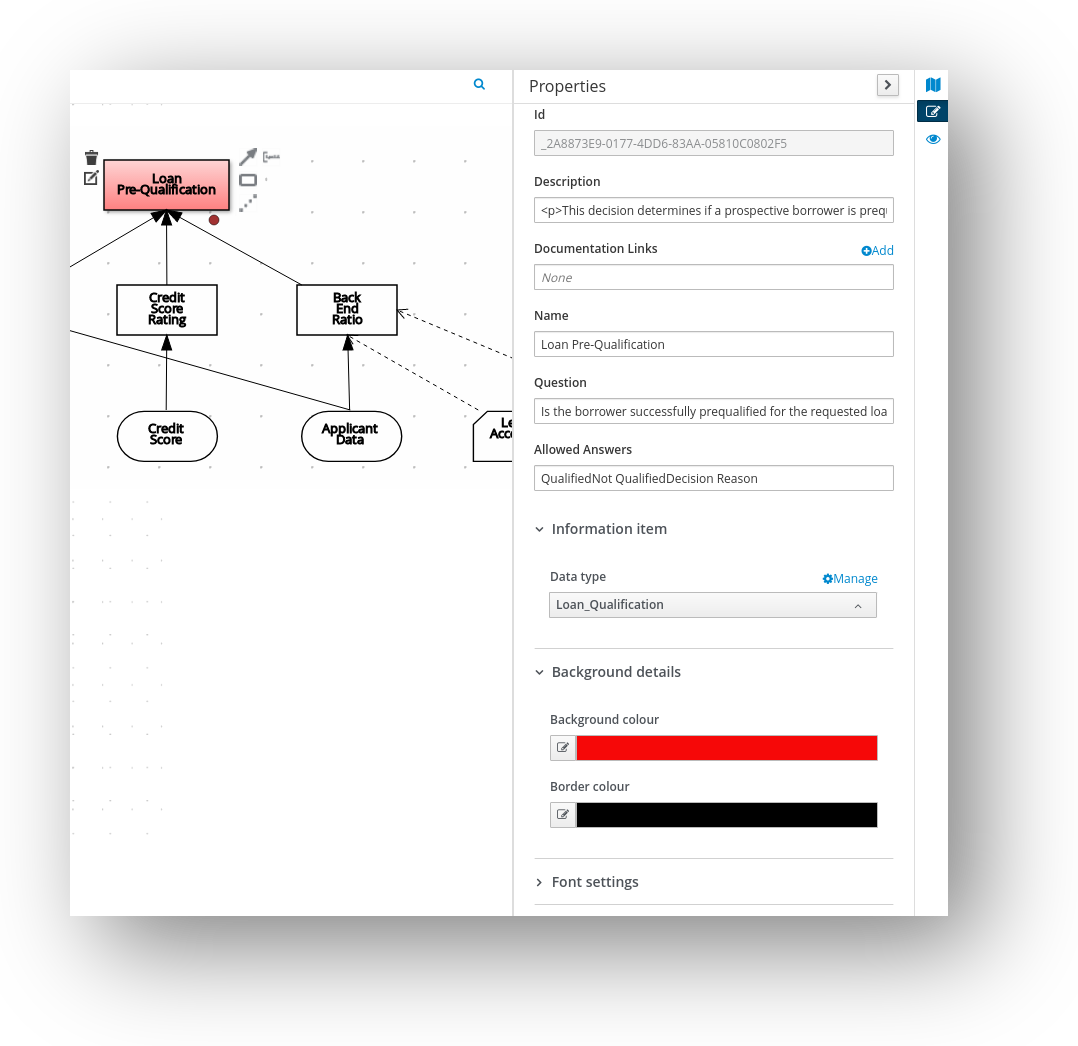 Loan
Pre-Qualification
Credit
Score
Rating
Back
End
Ratio
Credit
Score
Applicant
Data
Le
Acc
Properties
Id
_2A8873E9-0177-4DD6-83AA-05810C0802F5
Description
<p>This decision determines if a prospective borrower is preq
Documentation Links
Add
None
Name
Loan Pre-Qualification
Question
Is the borrower successfully prequalified for the requested loa
Allowed Answers
QualifiedNot QualifiedDecision Reason
Information item
Data type
Manage
Loan_Qualification
Background details
Background colour
Border colour
Font settings